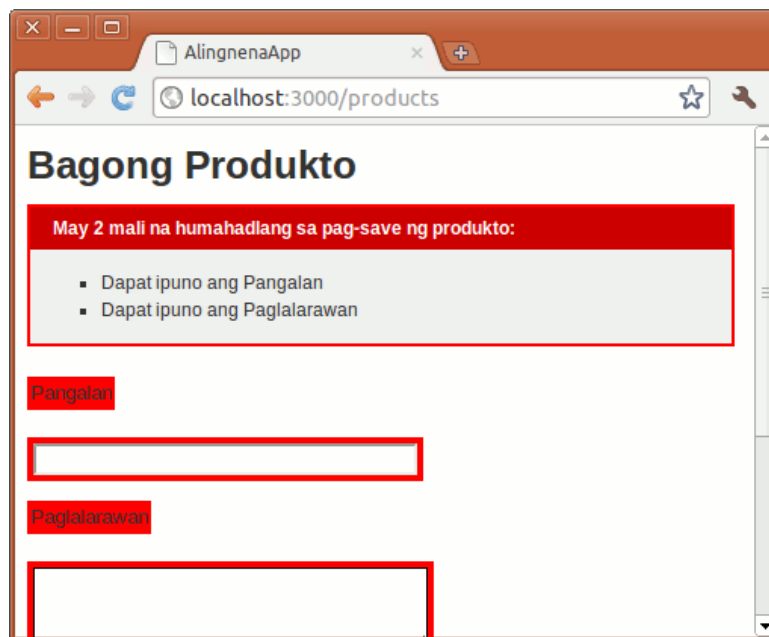 AlingnenaApp
localhost:3000/products
Bagong Produkto
May 2 mali na humahadlang sa pag-save ng produkto:
Dapat ipuno ang Pangalan
Dapat ipuno ang Paglalarawan
Pangalan
Paglalarawan